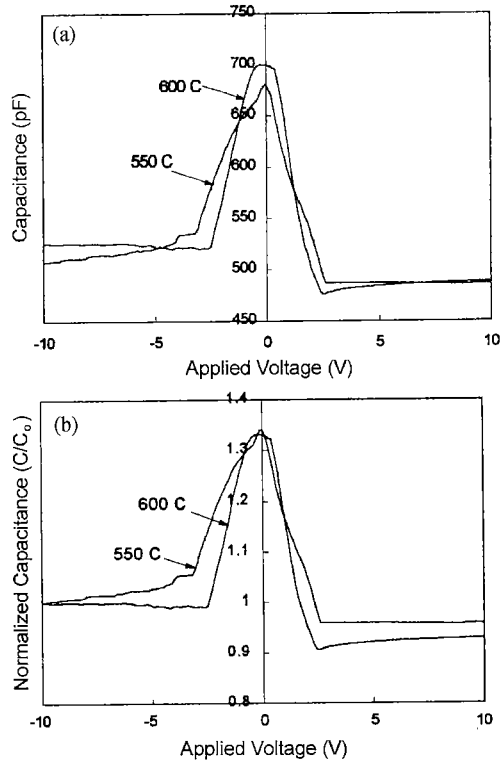 (a)
750
700
650
600
550
500
450
600 C
550 C
Capacitance (pF)
-10
-5
0
5
10
Applied Voltage (V)
(b)
1.4
1.3
1.2
1.1
1
0.9
0.8
600 C
550 C
Normalized Capacitance (C/Co)
-10
-5
0
5
10
Applied Voltage (V)